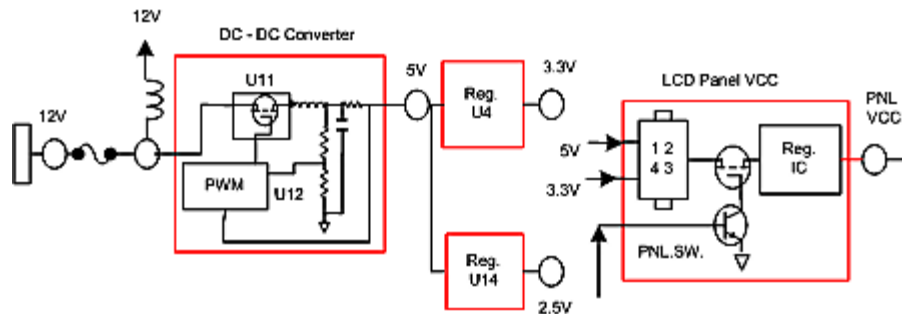 12V
DC - DC Converter
12V
U11
PWM
U12
5V
Reg.
U4
3.3V
Reg.
U14
2.5V
LCD Panel VCC
5V
3.3V
1 2
4 3
Reg.
IC
PNL
VCC
PNL.SW.